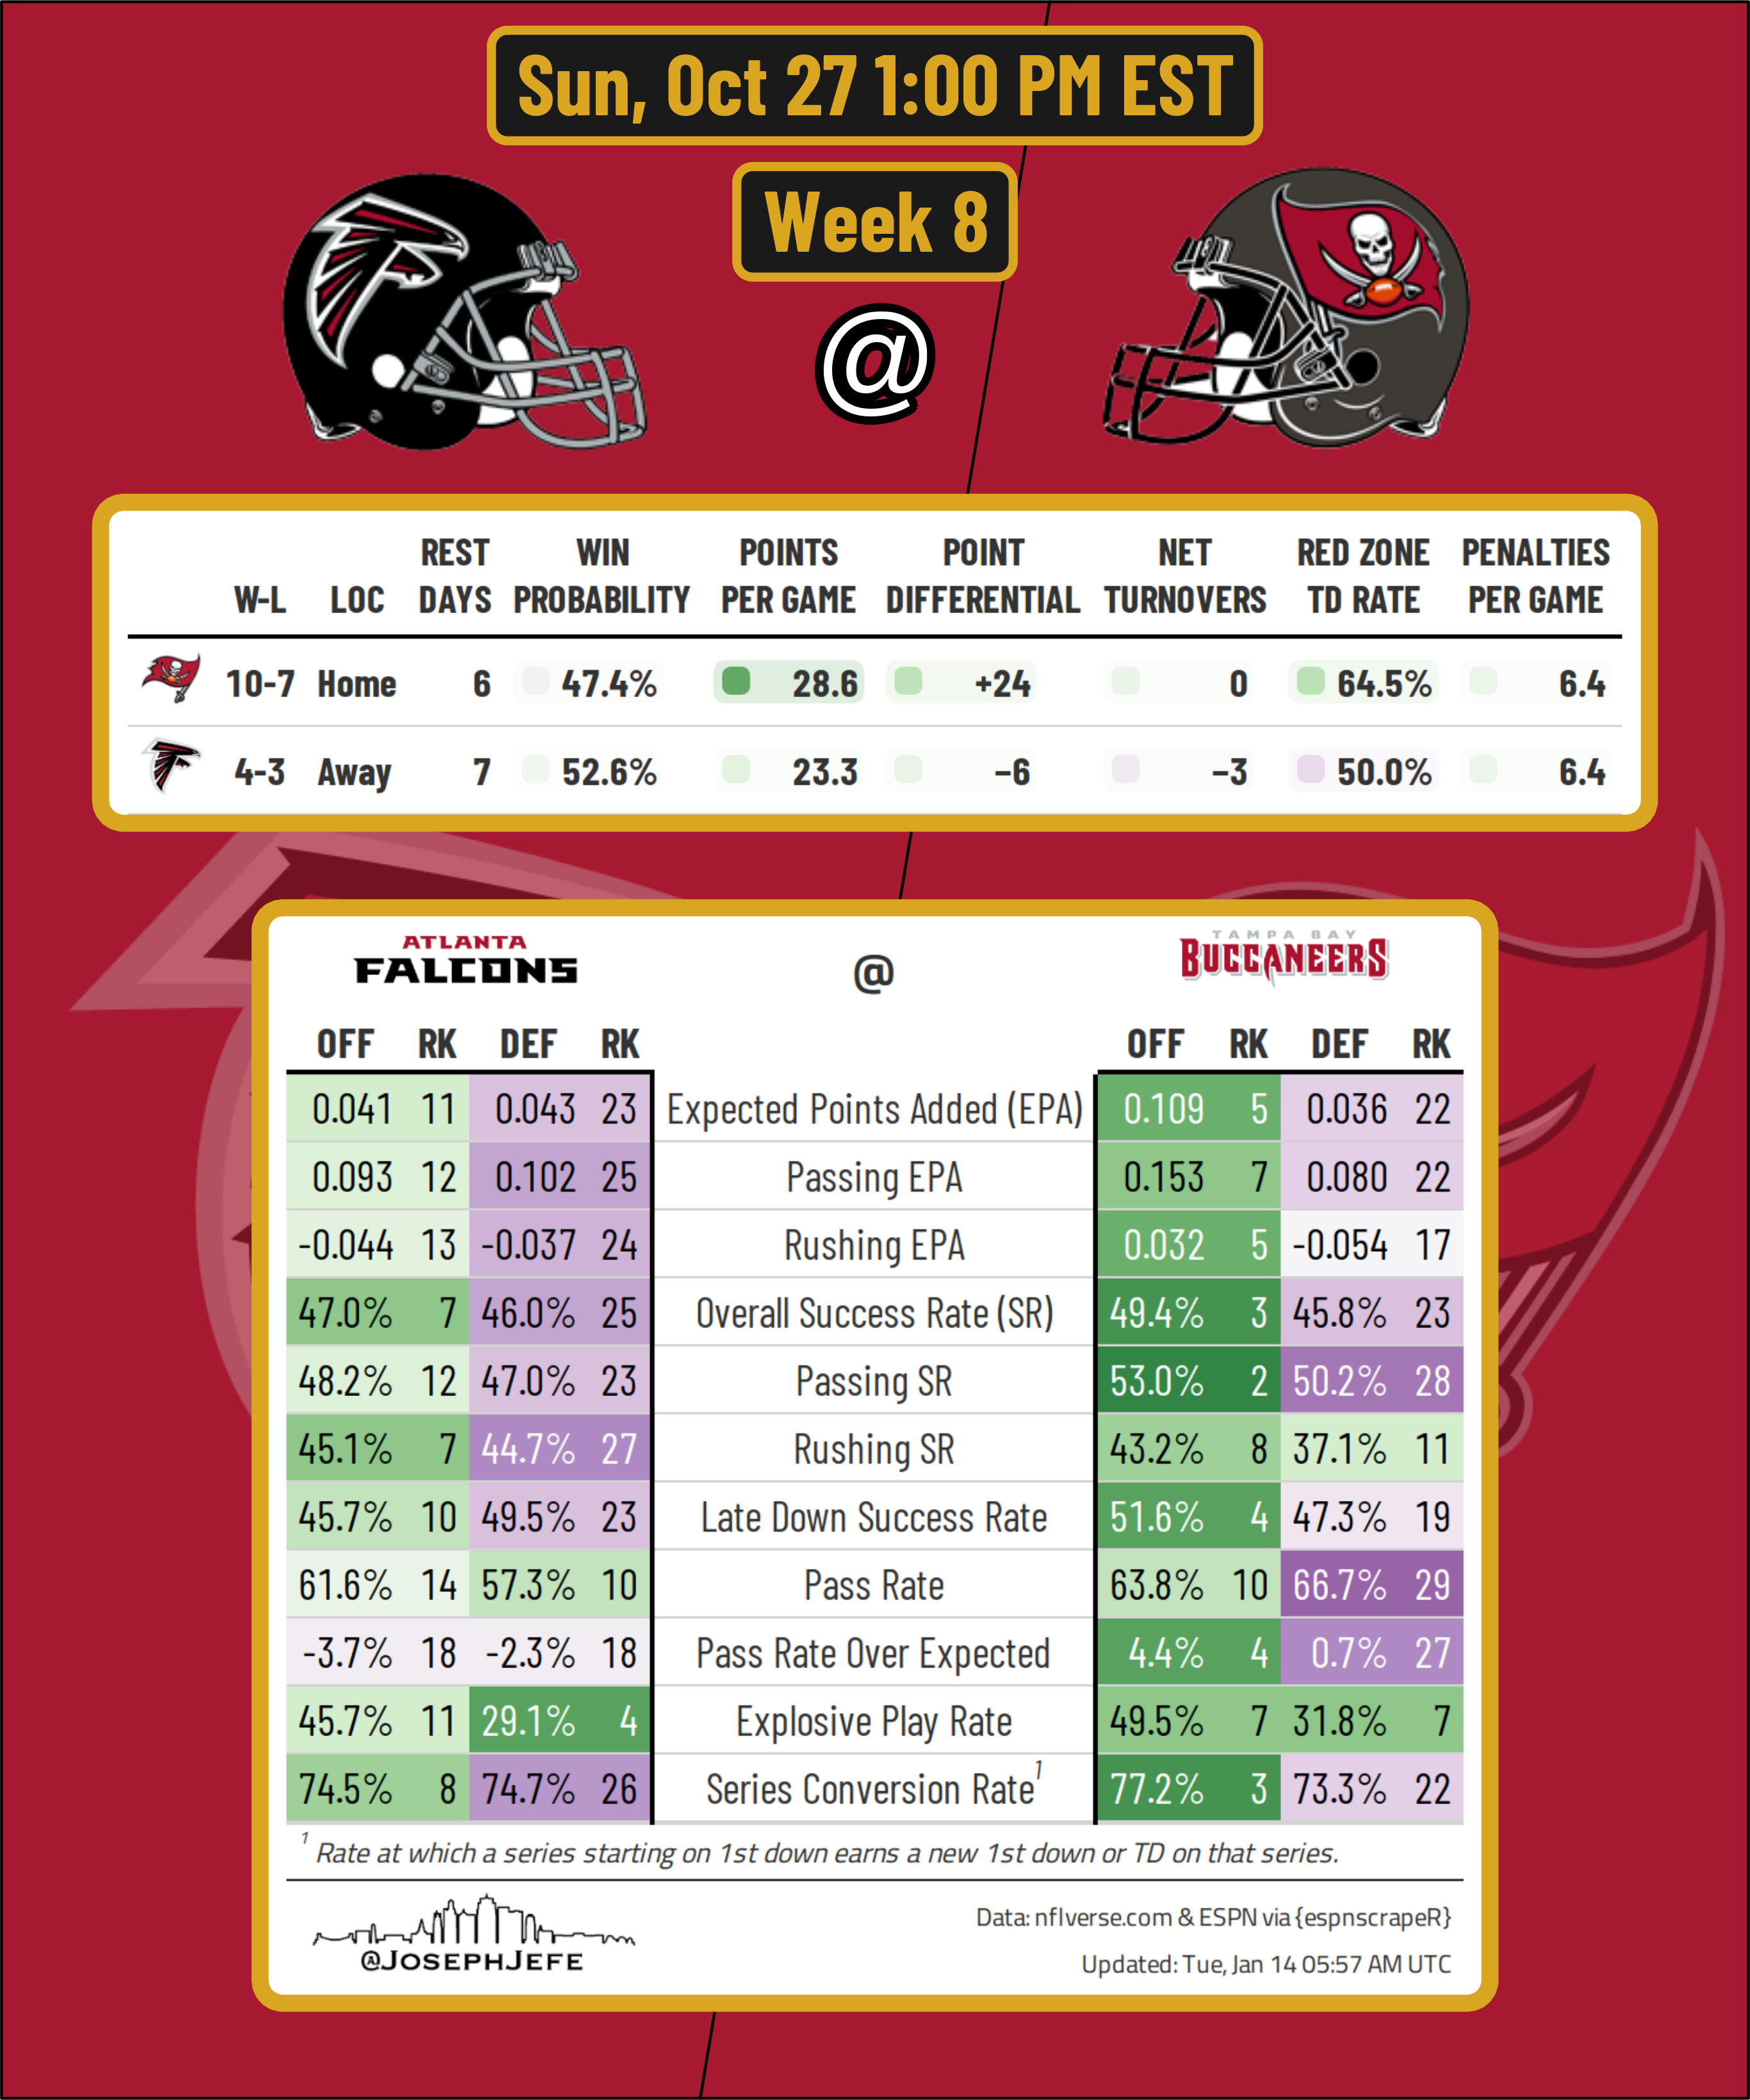 Sun, Oct 27 1:00 PM EST
Week 8
@
W-L LOC REST DAYS WIN PROBABILITY POINTS PER GAME POINT DIFFERENTIAL NET TURNOVERS RED ZONE TD RATE PENALTIES PER GAME
10-7 Home 6 47.4% 28.6 +24 0 64.5% 6.4
4-3 Away 7 52.6% 23.3 −6 −3 50.0% 6.4
ATLANTA FALCONS @ TAMPA BAY BUCCANEERS
OFF RK DEF RK OFF RK DEF RK
0.041 11 0.043 23 Expected Points Added (EPA) 0.109 5 0.036 22
0.093 12 0.102 25 Passing EPA 0.153 7 0.080 22
-0.044 13 -0.037 24 Rushing EPA 0.032 5 -0.054 17
47.0% 7 46.0% 25 Overall Success Rate (SR) 49.4% 3 45.8% 23
48.2% 12 47.0% 23 Passing SR 53.0% 2 50.2% 28
45.1% 7 44.7% 27 Rushing SR 43.2% 8 37.1% 11
45.7% 10 49.5% 23 Late Down Success Rate 51.6% 4 47.3% 19
61.6% 14 57.3% 10 Pass Rate 63.8% 10 66.7% 29
-3.7% 18 -2.3% 18 Pass Rate Over Expected 4.4% 4 0.7% 27
45.7% 11 29.1% 4 Explosive Play Rate 49.5% 7 31.8% 7
74.5% 8 74.7% 26 Series Conversion Rate¹ 77.2% 3 73.3% 22
¹ Rate at which a series starting on 1st down earns a new 1st down or TD on that series.
@JOSEPHJEFE
Data: nflverse.com & ESPN via {espnscrapeR}
Updated: Tue, Jan 14 05:57 AM UTC